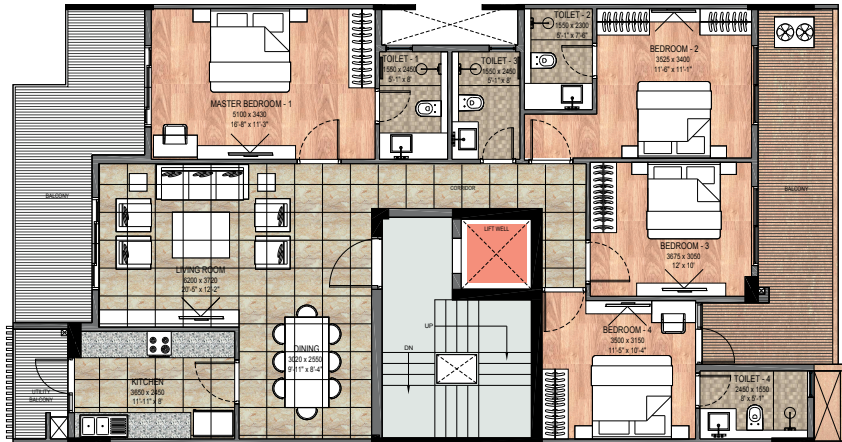 MASTER BEDROOM - 1
5100 x 3430
16'-8" x 11'-3"
TOILET - 1
1550 x 2450
5'-1" x 8'
TOILET - 3
1550 x 2450
5'-1" x 8'
TOILET - 2
1550 x 2300
5'-1" x 7'-6"
BEDROOM - 2
3525 x 3400
11'-6" x 11'-1"
BALCONY
CORRIDOR
BALCONY
LIFT WELL
BEDROOM - 3
3675 x 3050
12' x 10'
LIVING ROOM
6200 x 3720
20'-5" x 12'-2"
UP
DN
DINING
3020 x 2550
9'-11" x 8'-4"
BEDROOM - 4
3500 x 3150
11'-5" x 10'-4"
KITCHEN
3650 x 2450
11'-11" x 8'
UTILITY
BALCONY
TOILET - 4
2450 x 1550
8' x 5'-1"